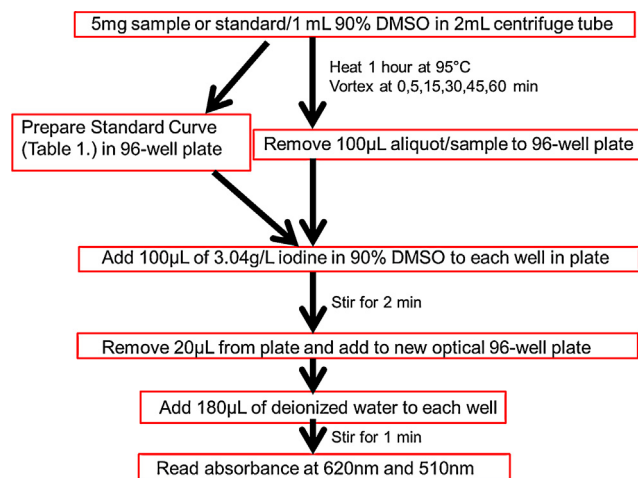 5mg sample or standard/1 mL 90% DMSO in 2mL centrifuge tube
Heat 1 hour at 95°C
Vortex at 0,5,15,30,45,60 min
Prepare Standard Curve
(Table 1.) in 96-well plate
Remove 100µL aliquot/sample to 96-well plate
Add 100µL of 3.04g/L iodine in 90% DMSO to each well in plate
Stir for 2 min
Remove 20µL from plate and add to new optical 96-well plate
Add 180µL of deionized water to each well
Stir for 1 min
Read absorbance at 620nm and 510nm